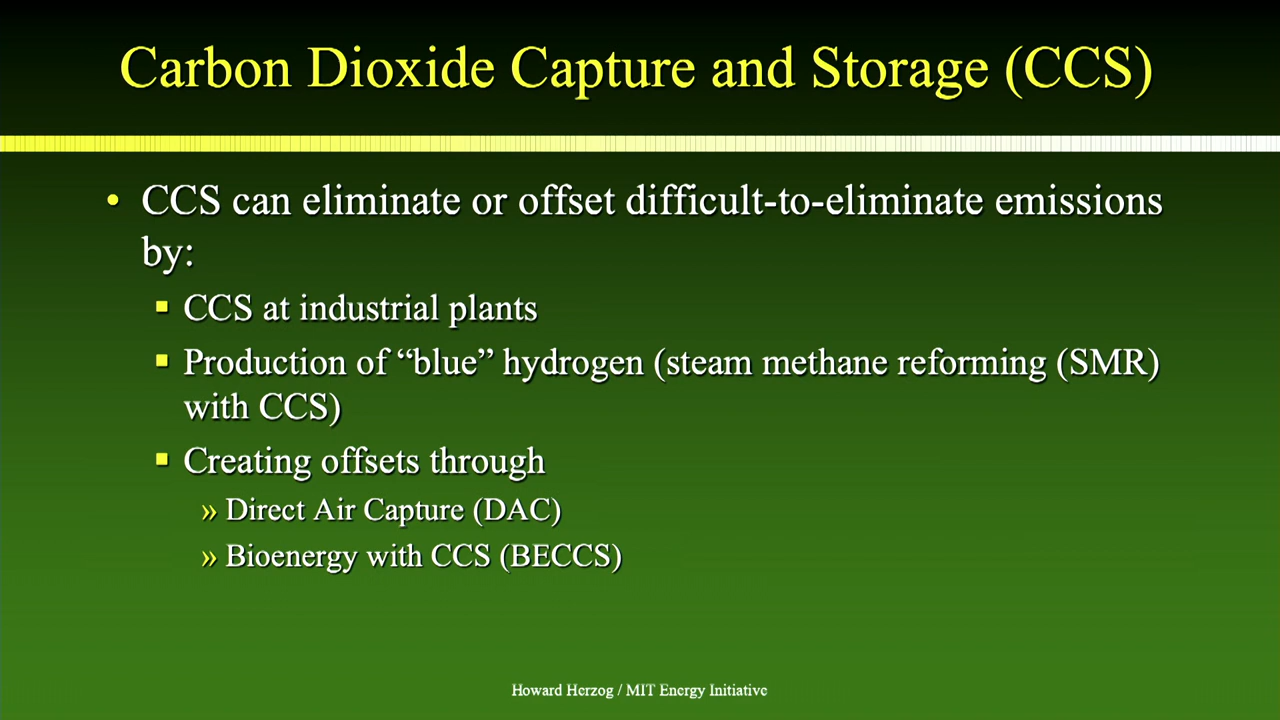 Carbon Dioxide Capture and Storage (CCS)
• CCS can eliminate or offset difficult-to-eliminate emissions
by:
▪ CCS at industrial plants
▪ Production of “blue” hydrogen (steam methane reforming (SMR)
with CCS)
▪ Creating offsets through
» Direct Air Capture (DAC)
» Bioenergy with CCS (BECCS)
Howard Herzog / MIT Energy Initiative